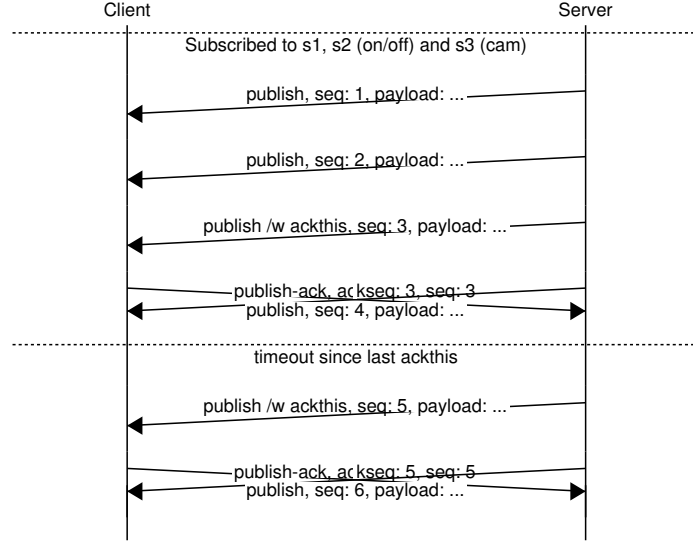 Client
Server
Subscribed to s1, s2 (on/off) and s3 (cam)
publish, seq: 1, payload: ...
publish, seq: 2, payload: ...
publish /w ackthis, seq: 3, payload: ...
publish-ack, ackseq: 3, seq: 3
publish, seq: 4, payload: ...
timeout since last ackthis
publish /w ackthis, seq: 5, payload: ...
publish-ack, ackseq: 5, seq: 5
publish, seq: 6, payload: ...